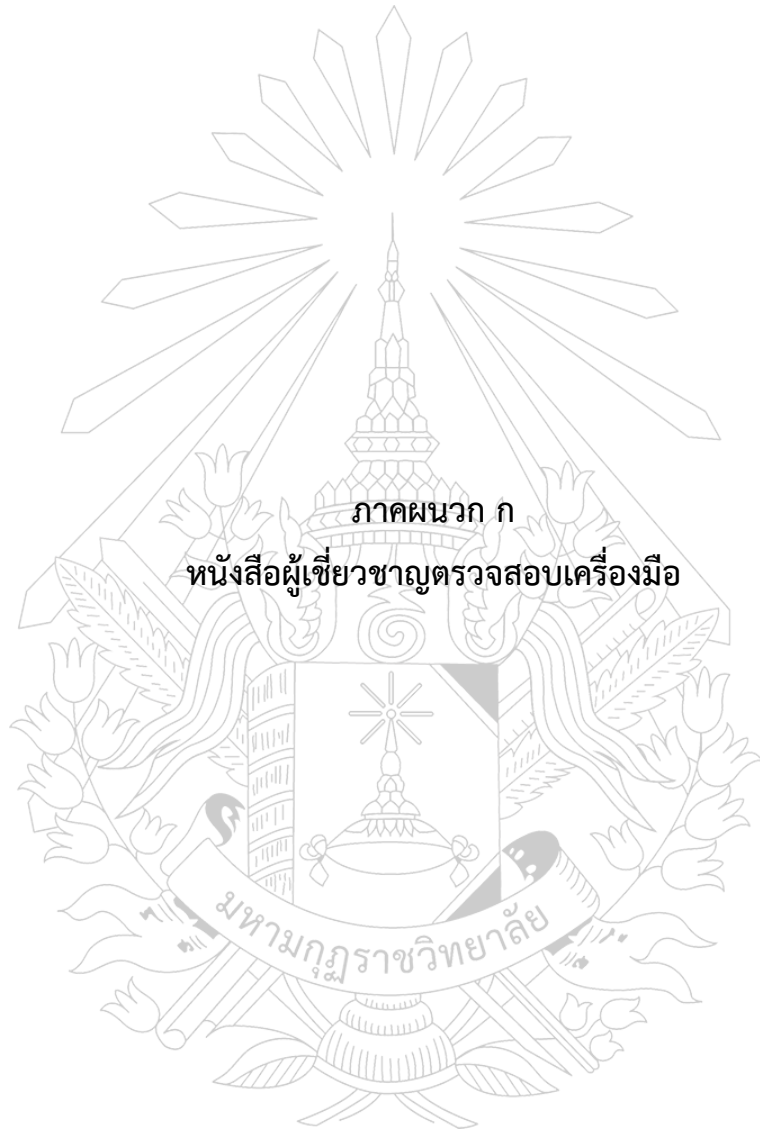 ภาคผนวก ก
หนังสือผู้เชี่ยวชาญตรวจสอบเครื่องมือ
มหามกุฏราชวิทยาลัย